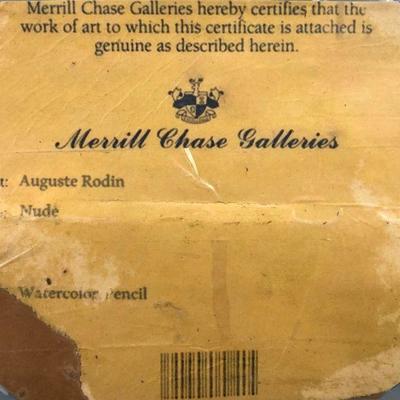 Merrill Chase Galleries hereby certifies that the
work of art to which this certificate is attached is
genuine as described herein.
Merrill Chase Galleries
t: Auguste Rodin
: Nude
Watercolor, Pencil